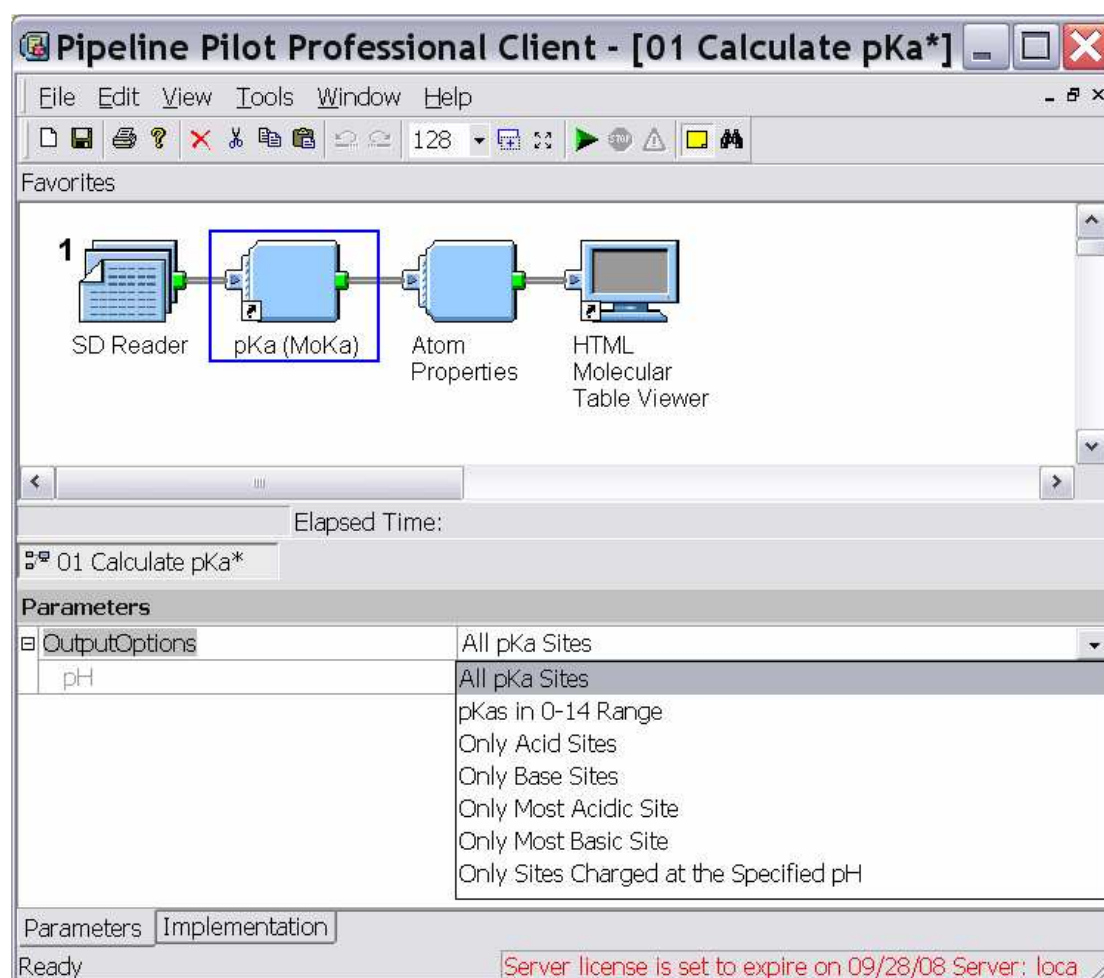 Pipeline Pilot Professional Client - [01 Calculate pKa*]
File Edit View Tools Window Help
128
Favorites
1
SD Reader
pKa (MoKa)
Atom
Properties
HTML
Molecular
Table Viewer
Elapsed Time:
01 Calculate pKa*
Parameters
OutputOptions All pKa Sites
pH
All pKa Sites
pKas in 0-14 Range
Only Acid Sites
Only Base Sites
Only Most Acidic Site
Only Most Basic Site
Only Sites Charged at the Specified pH
Parameters Implementation
Ready Server license is set to expire on 09/28/08 Server: loca